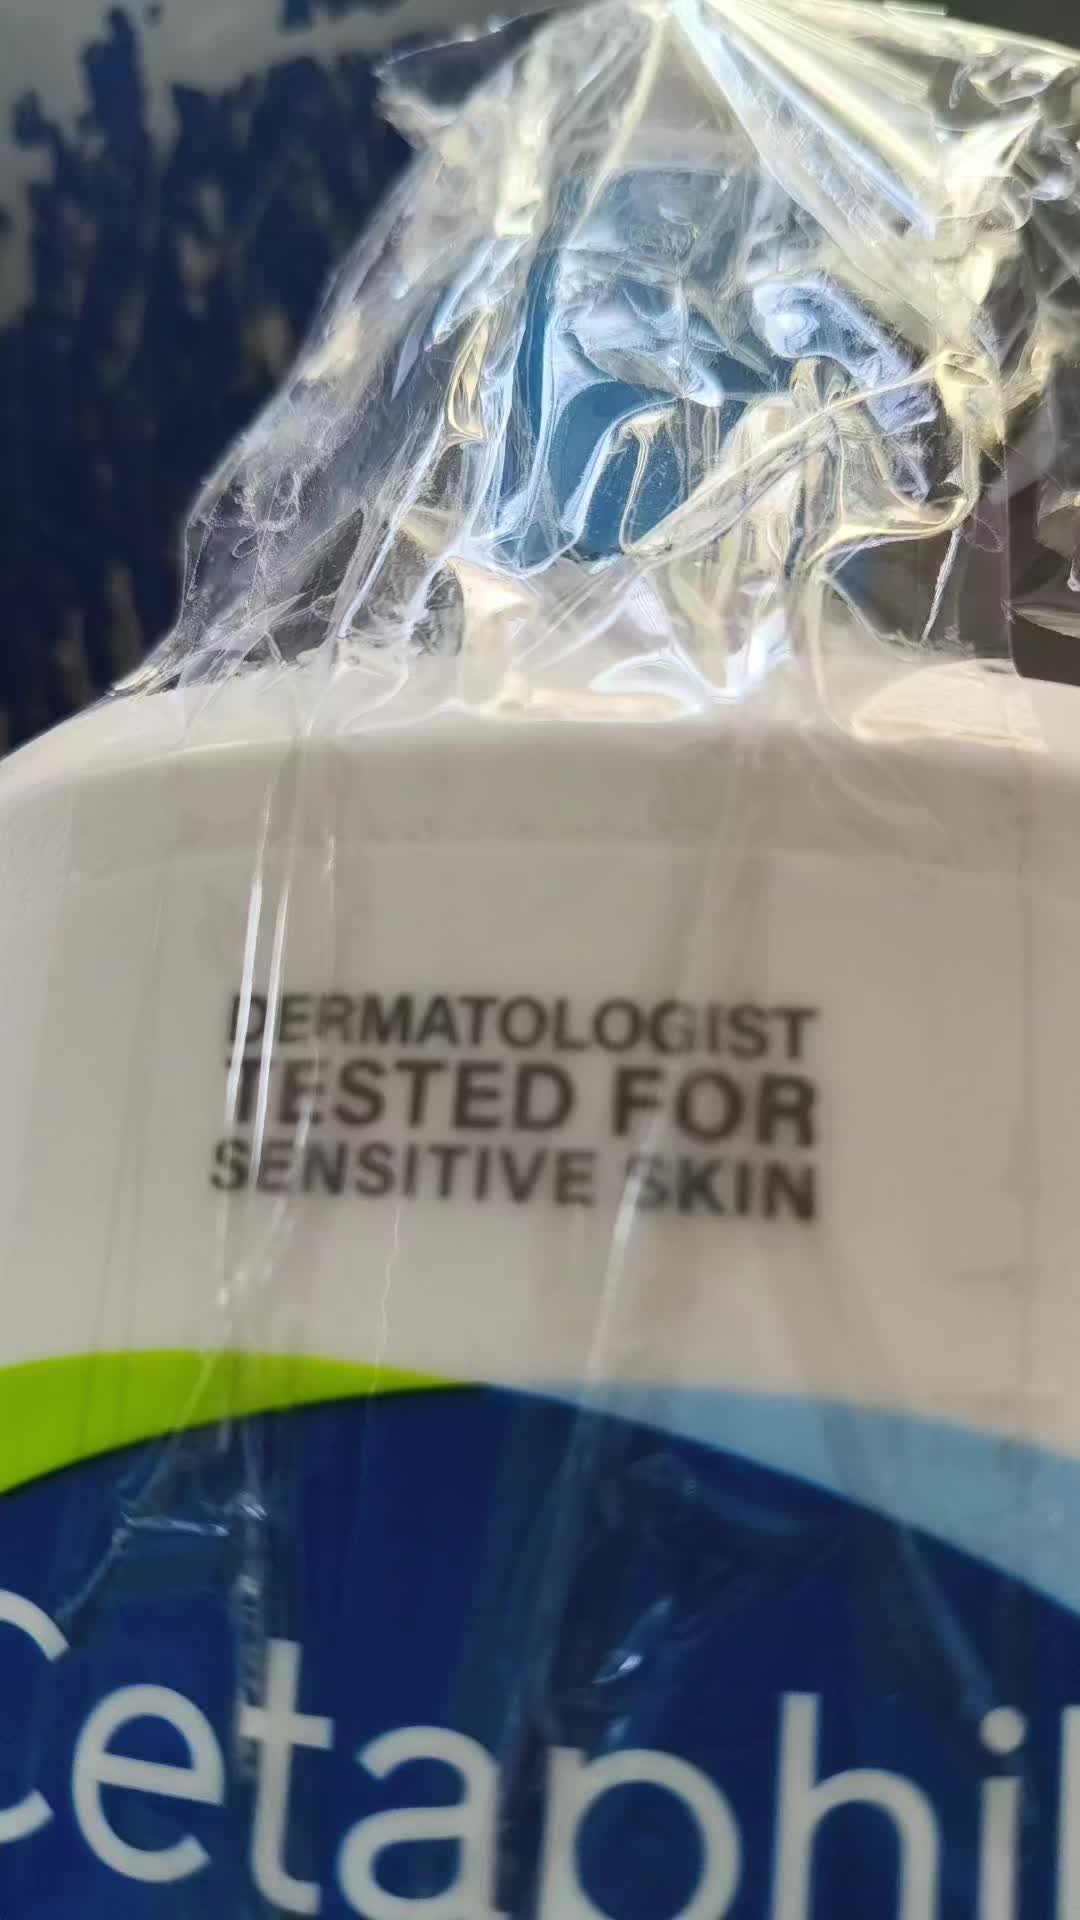 DERMATOLOGIST
TESTED FOR
SENSITIVE SKIN
Cetaphil